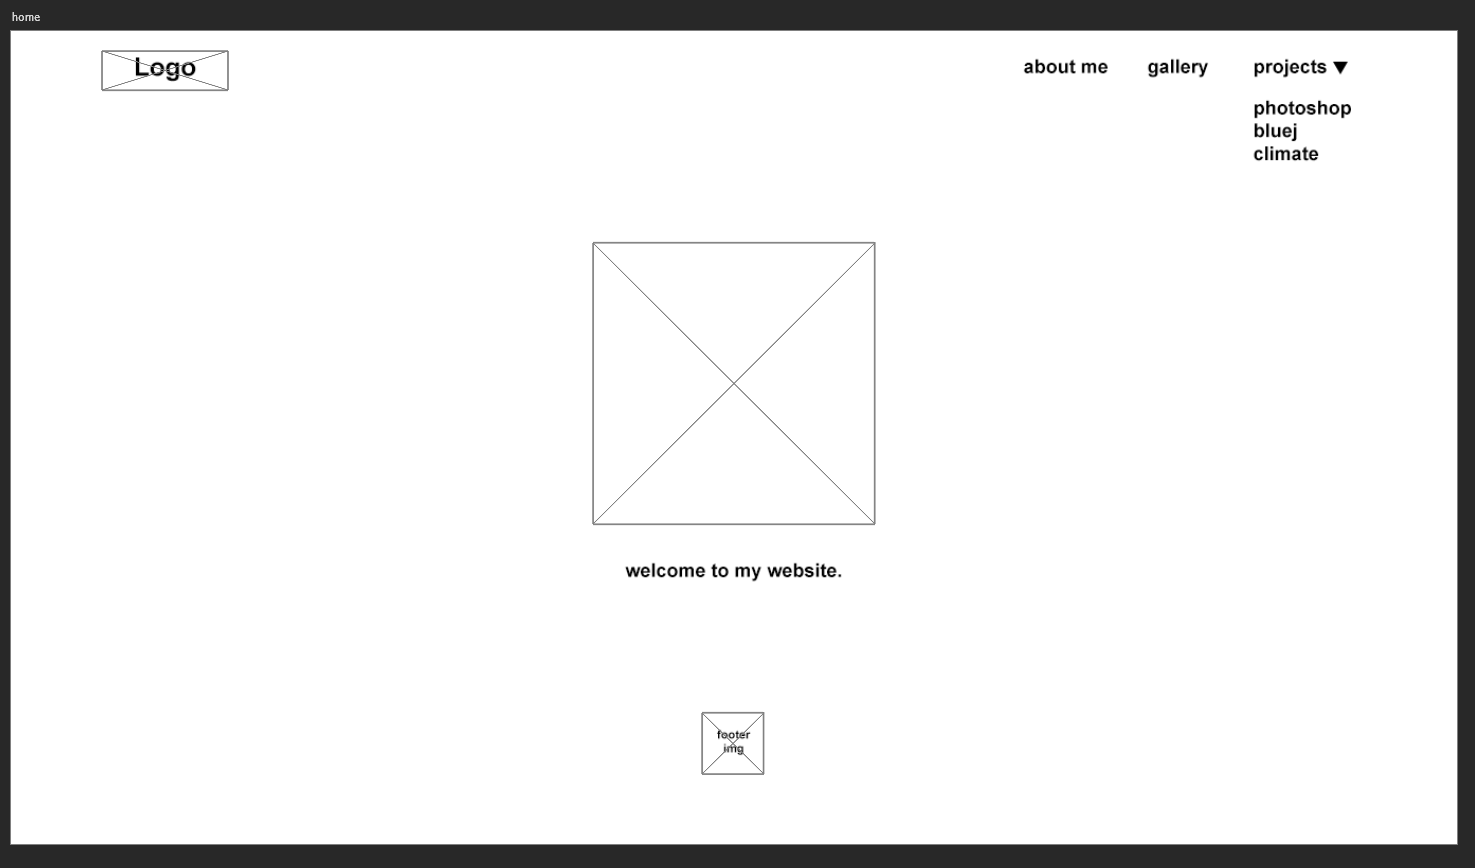 home
Logo
about me gallery projects ▼
photoshop
bluej
climate
welcome to my website.
footer
img